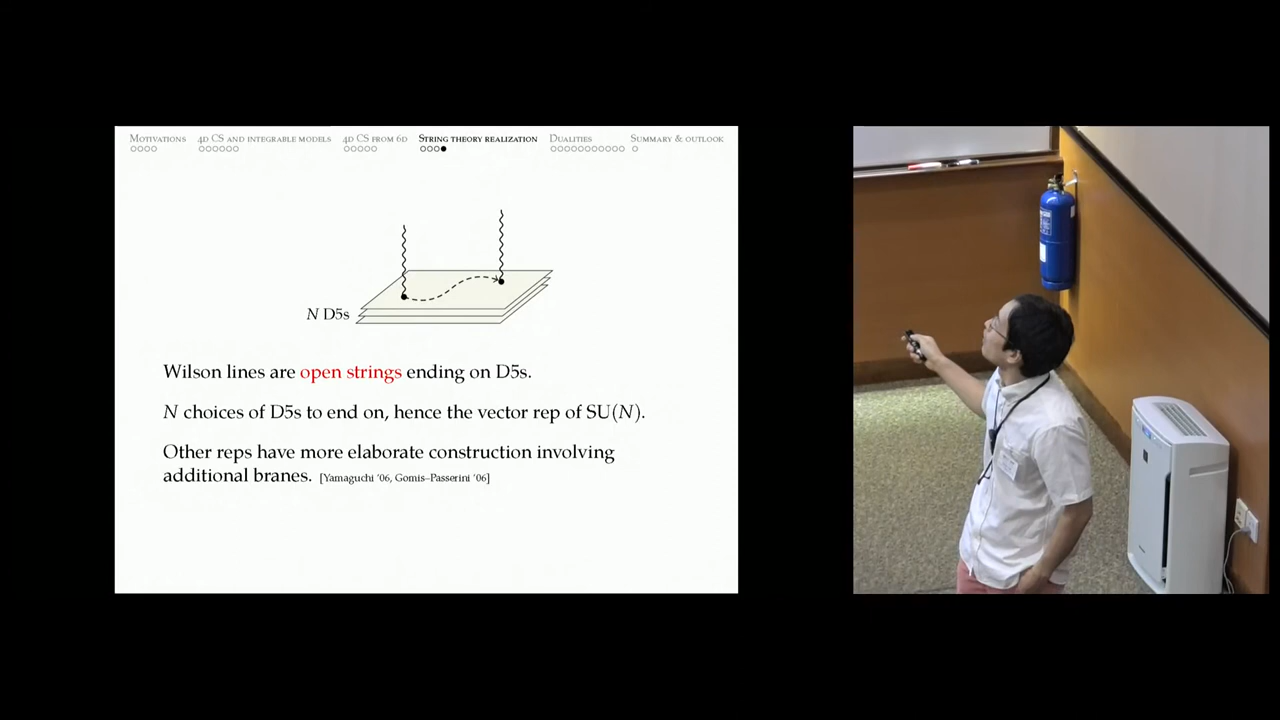 MOTIVATIONS 4D CS AND INTEGRABLE MODELS 4D CS FROM 6D STRING THEORY REALIZATION DUALITIES SUMMARY & OUTLOOK
N D5s
Wilson lines are open strings ending on D5s.
N choices of D5s to end on, hence the vector rep of SU(N).
Other reps have more elaborate construction involving
additional branes. [Yamaguchi '06, Gomis–Passerini '06]